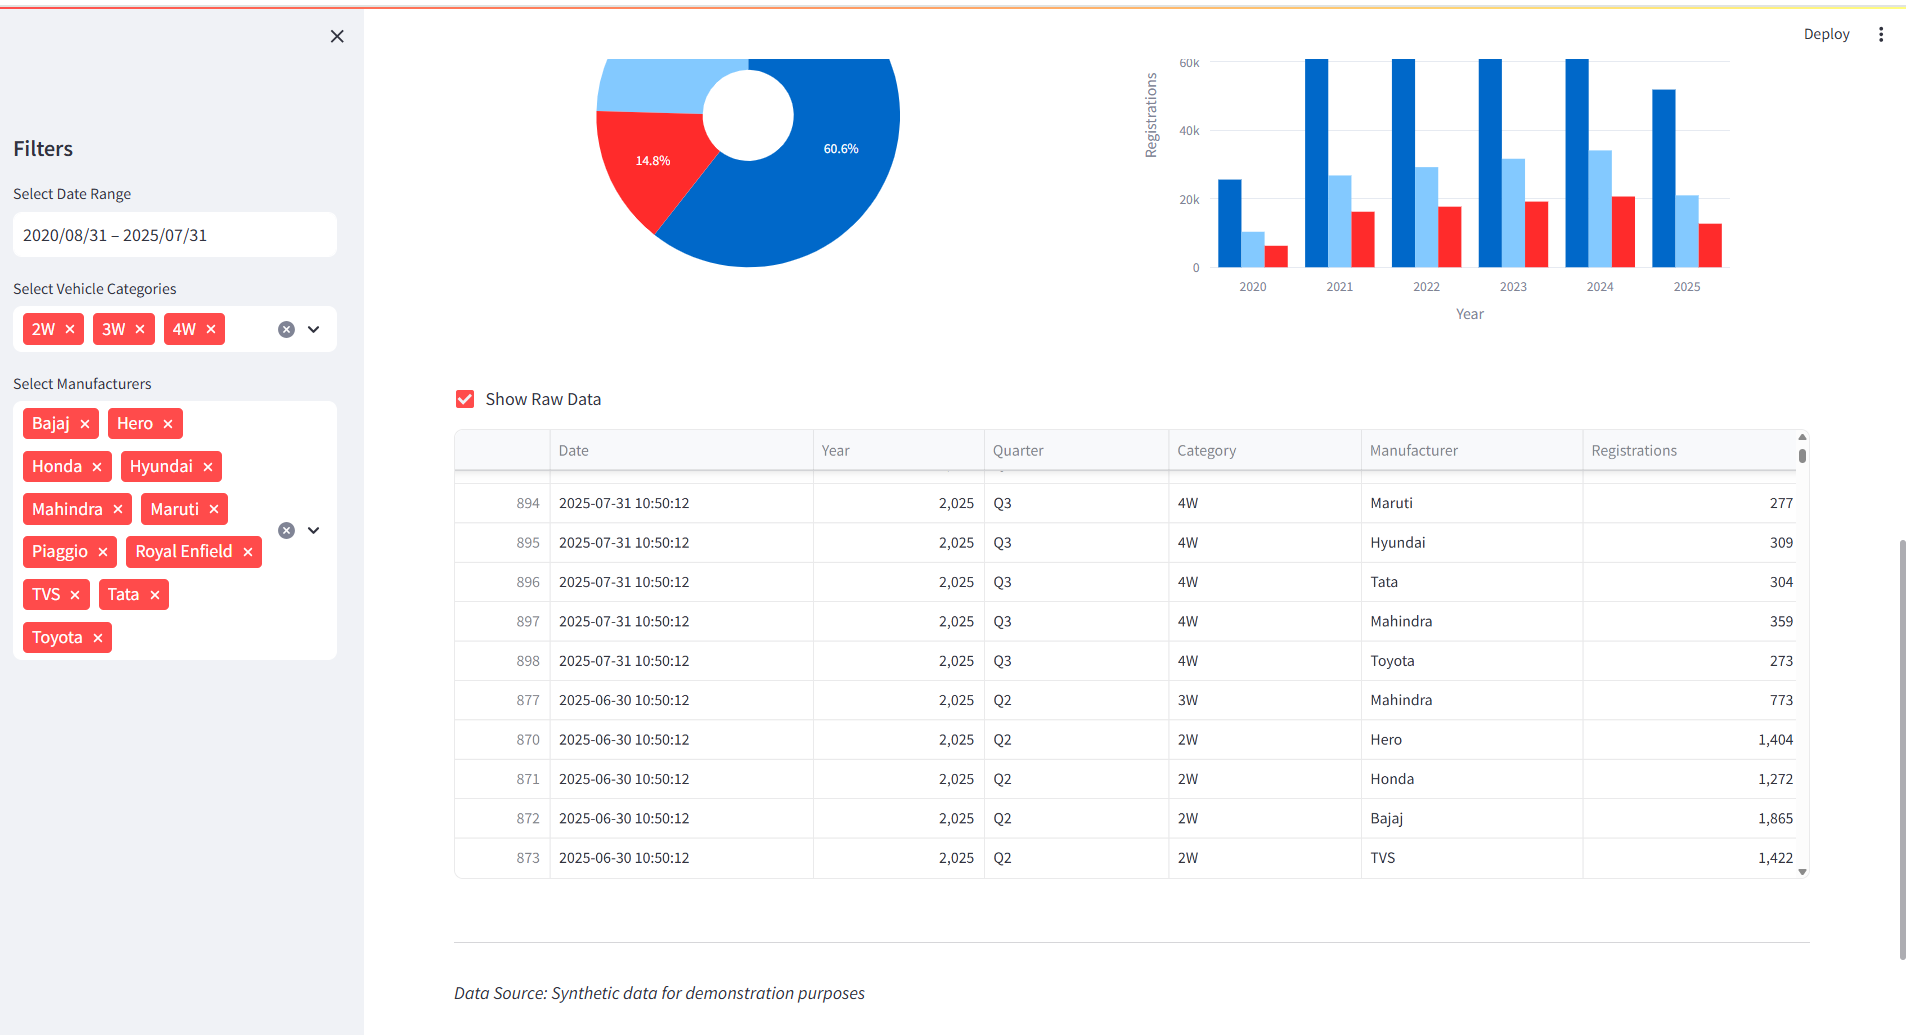 Deploy
Filters
Select Date Range
2020/08/31 – 2025/07/31
Select Vehicle Categories
2W × 3W × 4W ×
Select Manufacturers
Bajaj × Hero ×
Honda × Hyundai ×
Mahindra × Maruti ×
Piaggio × Royal Enfield ×
TVS × Tata ×
Toyota ×
14.8%
60.6%
Registrations
60k
40k
20k
0
2020 2021 2022 2023 2024 2025
Year
Show Raw Data
Date Year Quarter Category Manufacturer Registrations
894 2025-07-31 10:50:12 2,025 Q3 4W Maruti 277
895 2025-07-31 10:50:12 2,025 Q3 4W Hyundai 309
896 2025-07-31 10:50:12 2,025 Q3 4W Tata 304
897 2025-07-31 10:50:12 2,025 Q3 4W Mahindra 359
898 2025-07-31 10:50:12 2,025 Q3 4W Toyota 273
877 2025-06-30 10:50:12 2,025 Q2 3W Mahindra 773
870 2025-06-30 10:50:12 2,025 Q2 2W Hero 1,404
871 2025-06-30 10:50:12 2,025 Q2 2W Honda 1,272
872 2025-06-30 10:50:12 2,025 Q2 2W Bajaj 1,865
873 2025-06-30 10:50:12 2,025 Q2 2W TVS 1,422
Data Source: Synthetic data for demonstration purposes